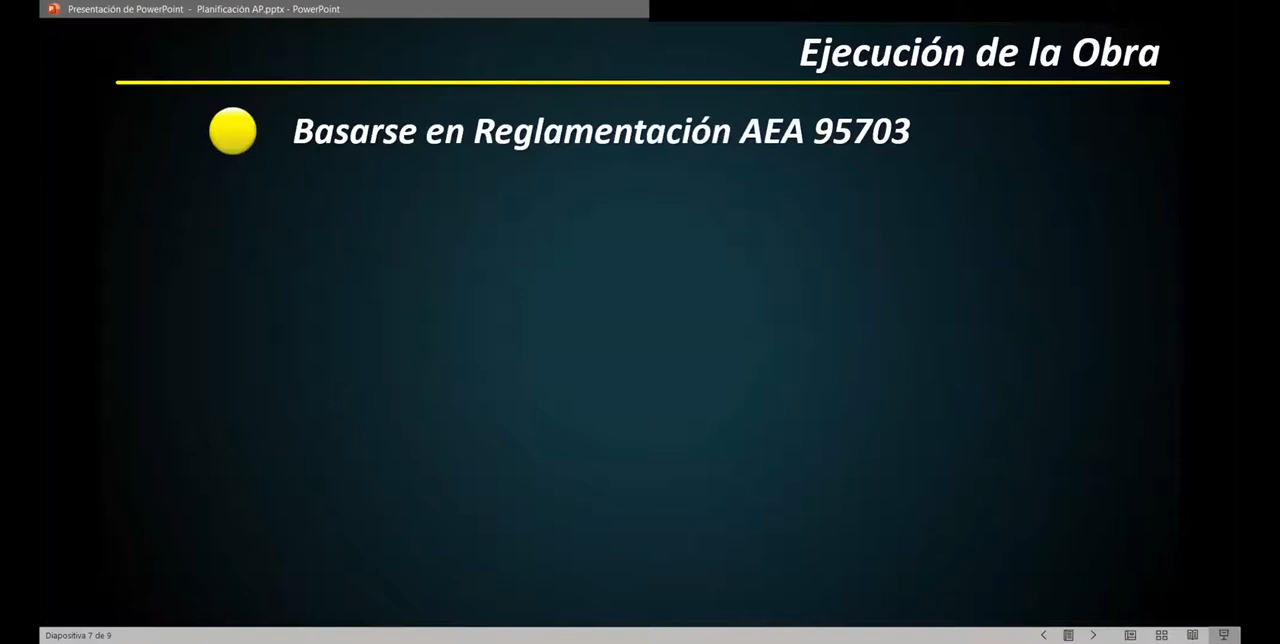 Presentación de PowerPoint - Planificación AP.pptx - PowerPoint
Ejecución de la Obra
Basarse en Reglamentación AEA 95703
Diapositiva 7 de 9